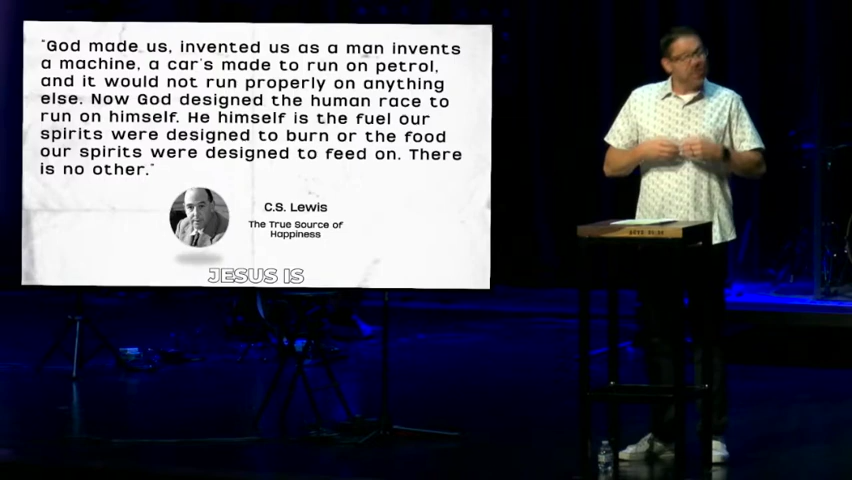 "God made us, invented us as a man invents
a machine, a car's made to run on petrol,
and it would not run properly on anything
else. Now God designed the human race to
run on himself. He himself is the fuel our
spirits were designed to burn or the food
our spirits were designed to feed on. There
is no other."
C.S. Lewis
The True Source of
Happiness
JESUS IS